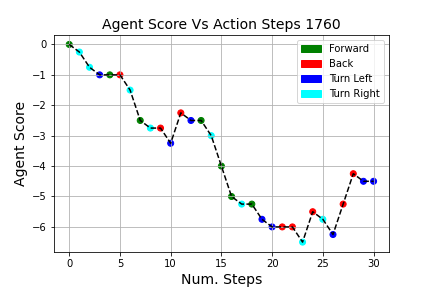 Agent Score Vs Action Steps 1760
Forward
Back
Turn Left
Turn Right
Agent Score
0
−1
−2
−3
−4
−5
−6
0 5 10 15 20 25 30
Num. Steps